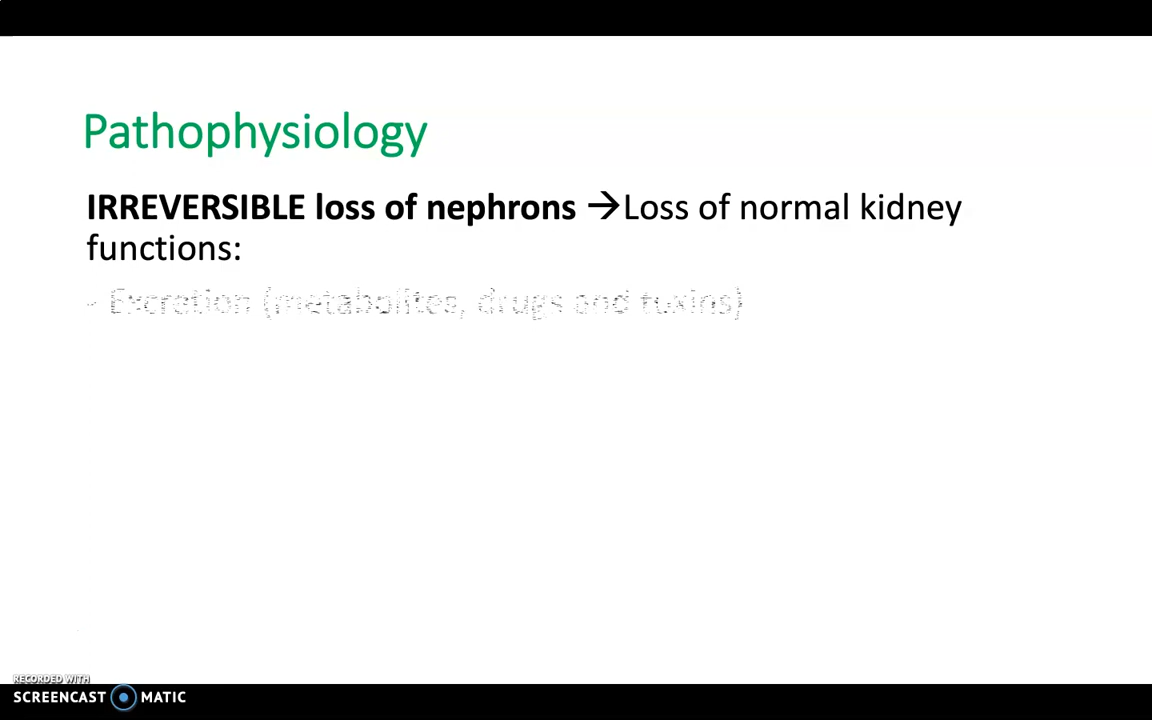 Pathophysiology
IRREVERSIBLE loss of nephrons →Loss of normal kidney
functions:
- Excretion (metabolites, drugs and toxins)
RECORDED WITH
SCREENCAST MATIC